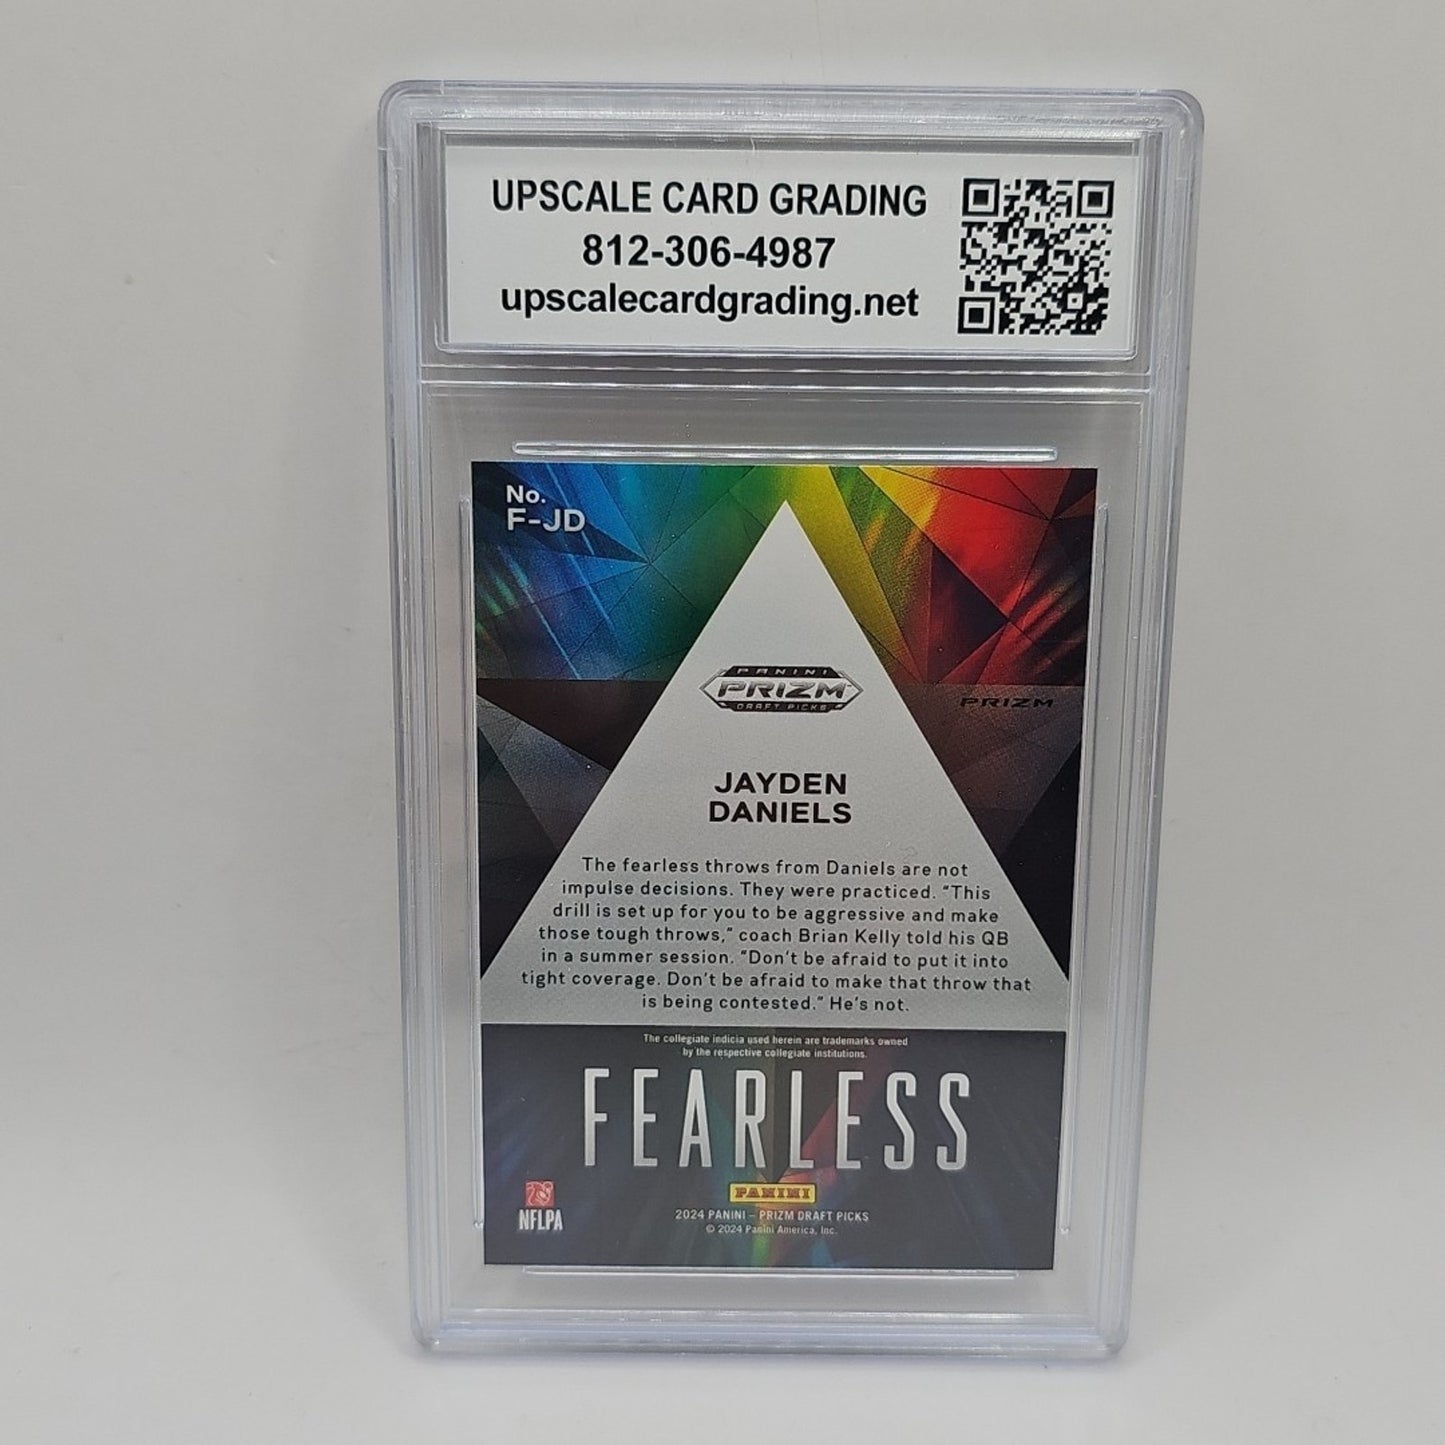 UPSCALE CARD GRADING
812-306-4987
upscalecardgrading.net
No.
F-JD
PANINI
PRIZM
DRAFT PICKS
PRIZM
JAYDEN
DANIELS
The fearless throws from Daniels are not
impulse decisions. They were practiced. “This
drill is set up for you to be aggressive and make
those tough throws,” coach Brian Kelly told his QB
in a summer session. “Don’t be afraid to put it into
tight coverage. Don’t be afraid to make that throw that
is being contested.” He’s not.
The collegiate indicia used herein are trademarks owned
by the respective collegiate institutions.
FEARLESS
PANINI
NFLPA
2024 PANINI – PRIZM DRAFT PICKS
© 2024 Panini America, Inc.